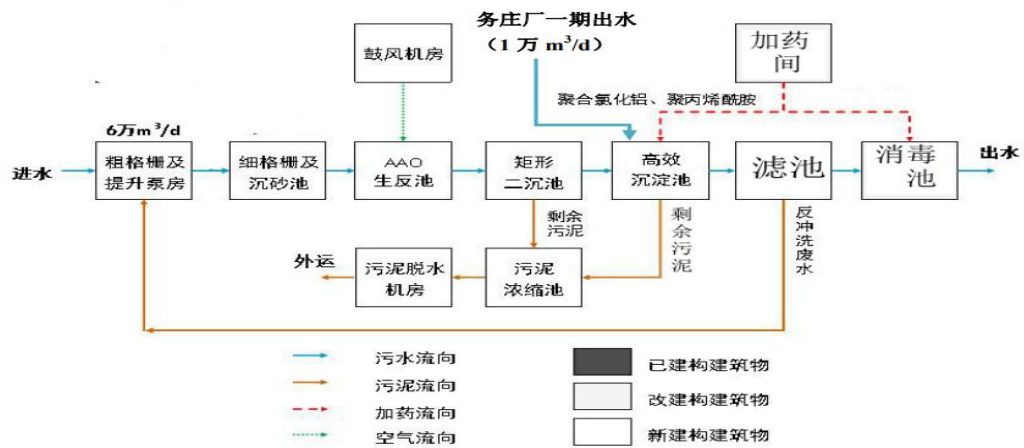 务庄厂一期出水
（1 万 m³/d）
鼓风机房
加药
间
聚合氯化铝、聚丙烯酰胺
6万m³/d
进水
粗格栅及
提升泵房
细格栅及
沉砂池
AAO
生反池
矩形
二沉池
高效
沉淀池
滤池
消毒
池
出水
剩余
污泥
剩
余
污
泥
反
冲
洗
废
水
外运
污泥脱水
机房
污泥
浓缩池
污水流向
已建构建筑物
污泥流向
改建构建筑物
加药流向
空气流向
新建构建筑物